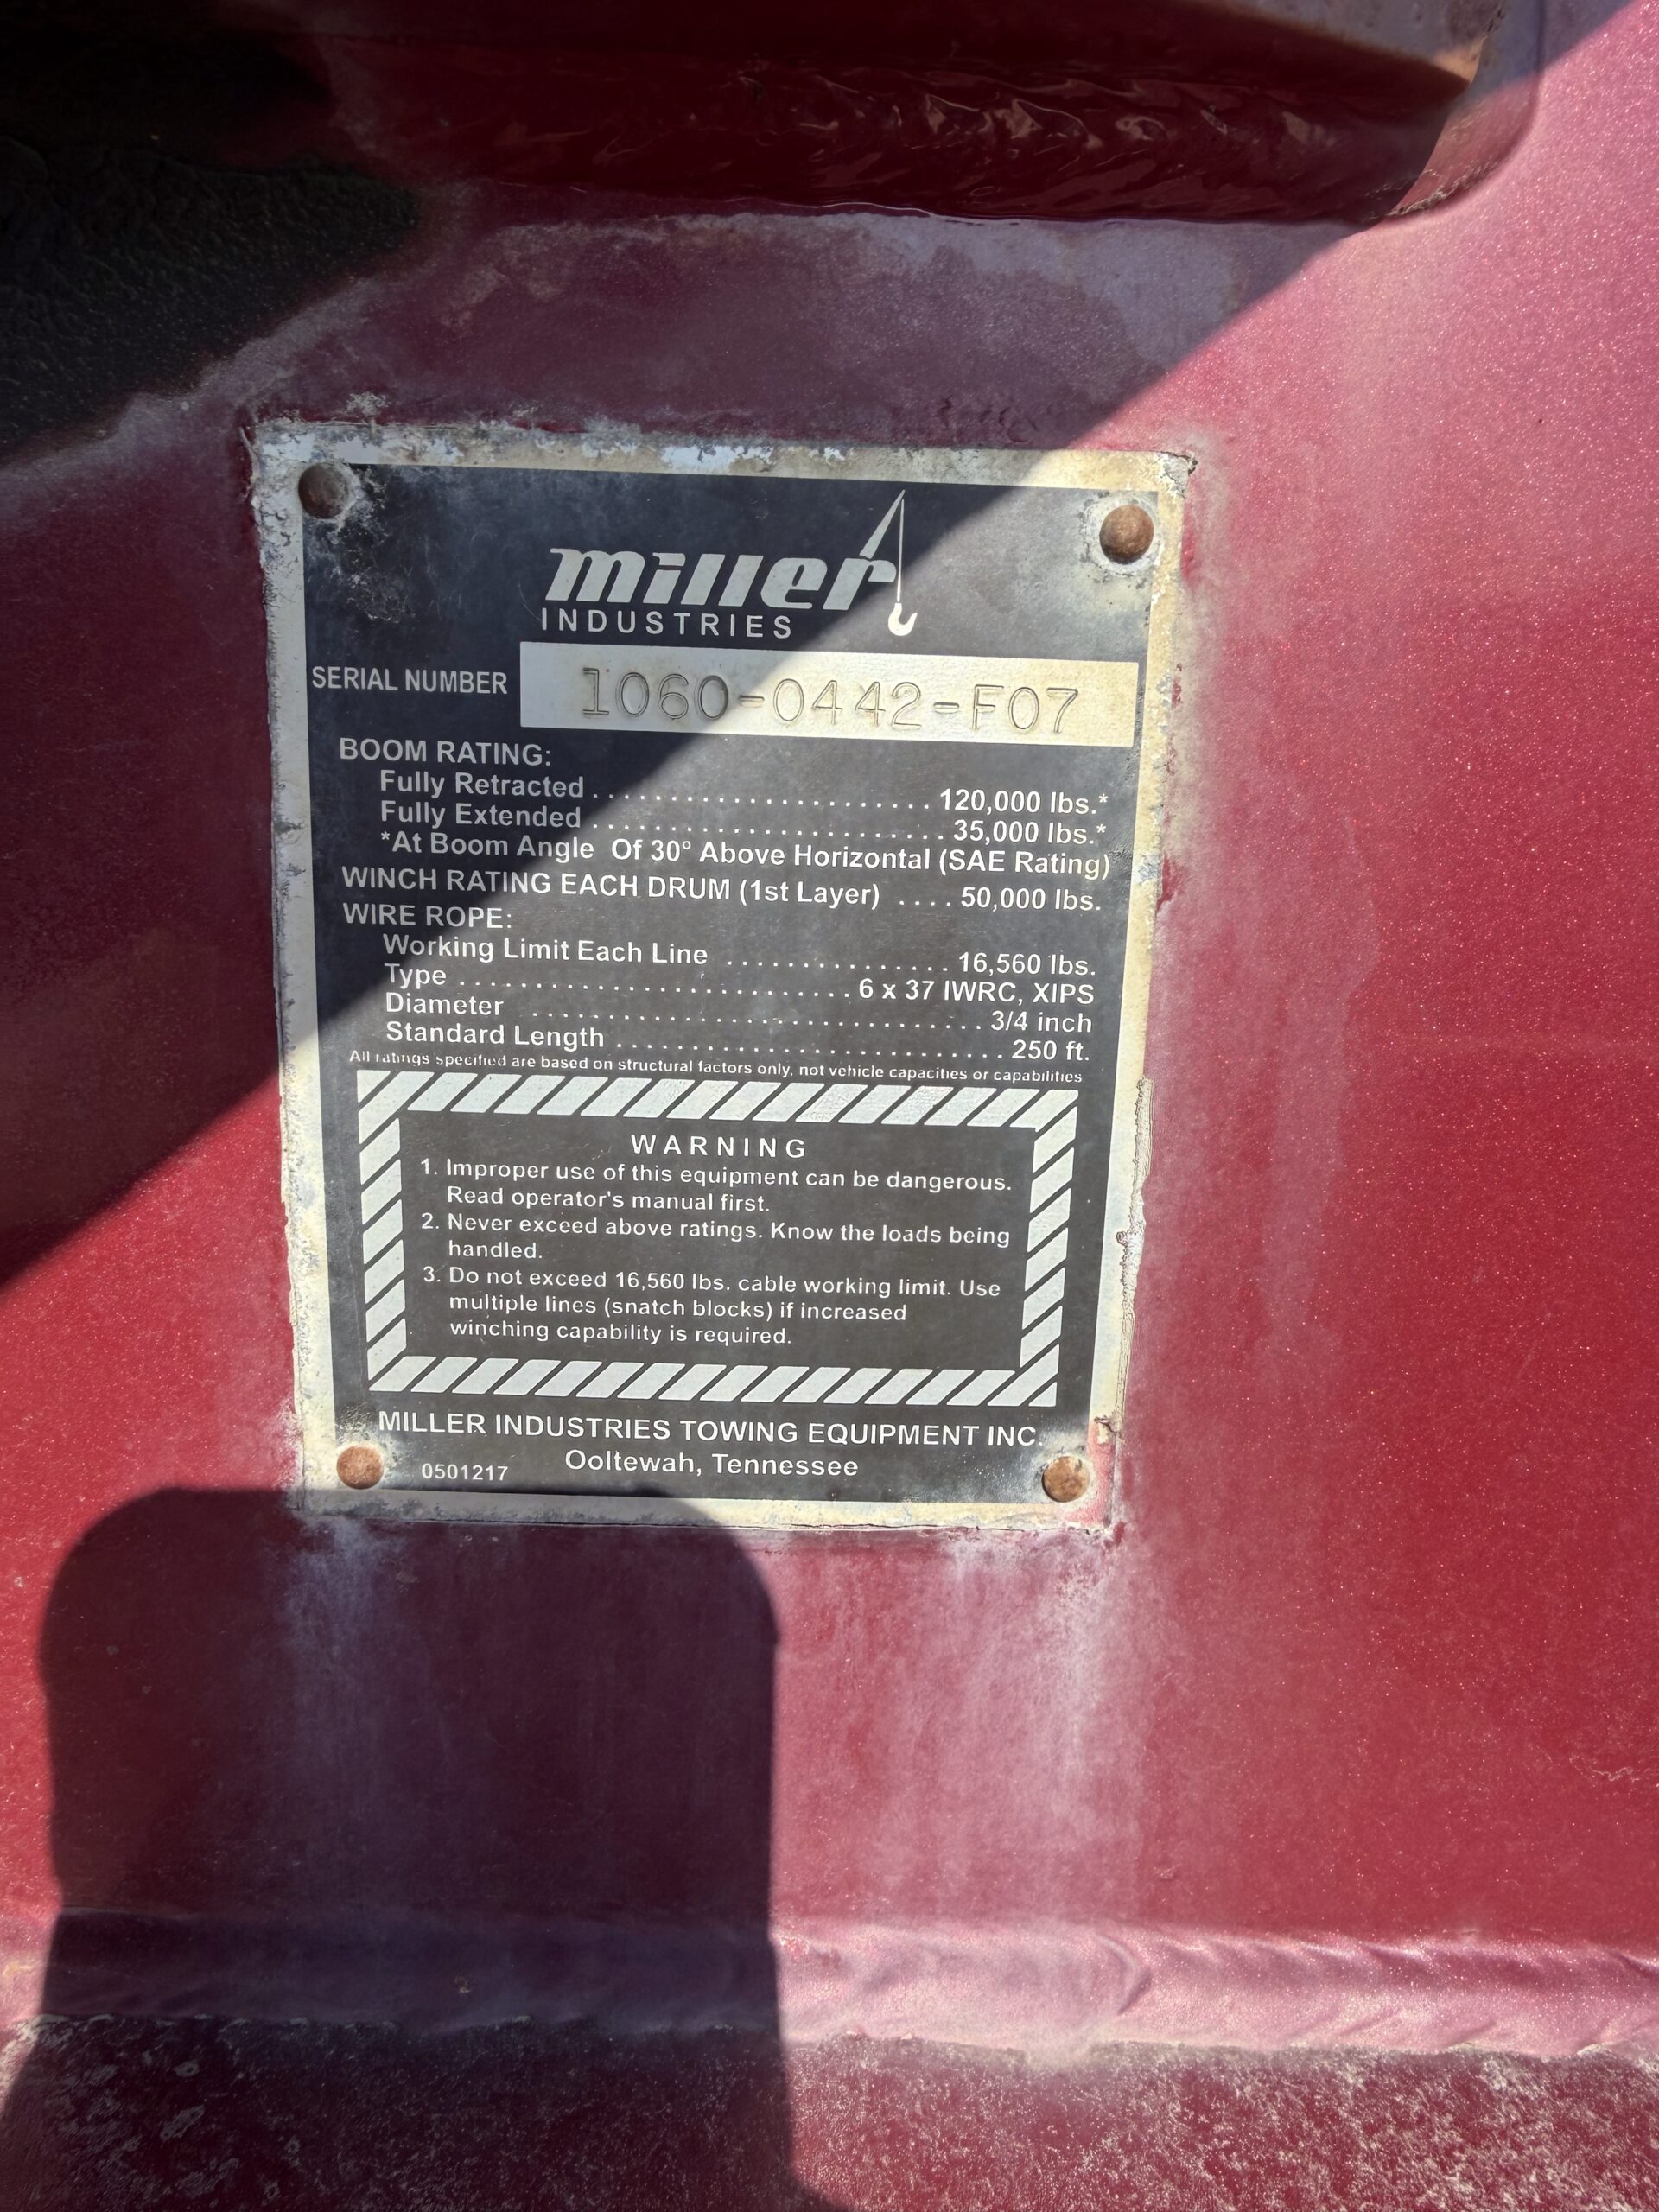 miller
INDUSTRIES
SERIAL NUMBER 1060-0442-F07
BOOM RATING:
Fully Retracted ........................ 120,000 lbs.*
Fully Extended ........................ 35,000 lbs.*
*At Boom Angle Of 30° Above Horizontal (SAE Rating)
WINCH RATING EACH DRUM (1st Layer) .... 50,000 lbs.
WIRE ROPE:
Working Limit Each Line ............... 16,560 lbs.
Type .......................... 6 x 37 IWRC, XIPS
Diameter .............................. 3/4 inch
Standard Length .......................... 250 ft.
All ratings specified are based on structural factors only, not vehicle capacities or capabilities
WARNING
1. Improper use of this equipment can be dangerous.
Read operator's manual first.
2. Never exceed above ratings. Know the loads being
handled.
3. Do not exceed 16,560 lbs. cable working limit. Use
multiple lines (snatch blocks) if increased
winching capability is required.
MILLER INDUSTRIES TOWING EQUIPMENT INC.
0501217 Ooltewah, Tennessee